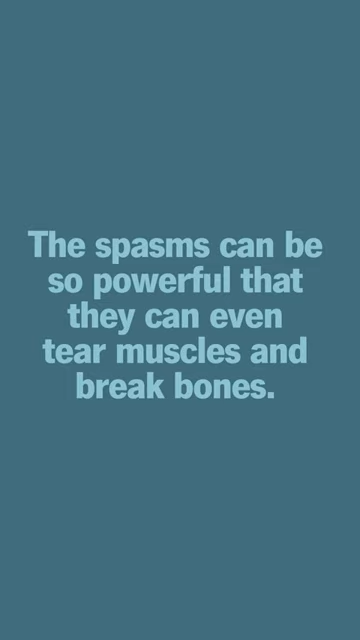 The spasms can be
so powerful that
they can even
tear muscles and
break bones.